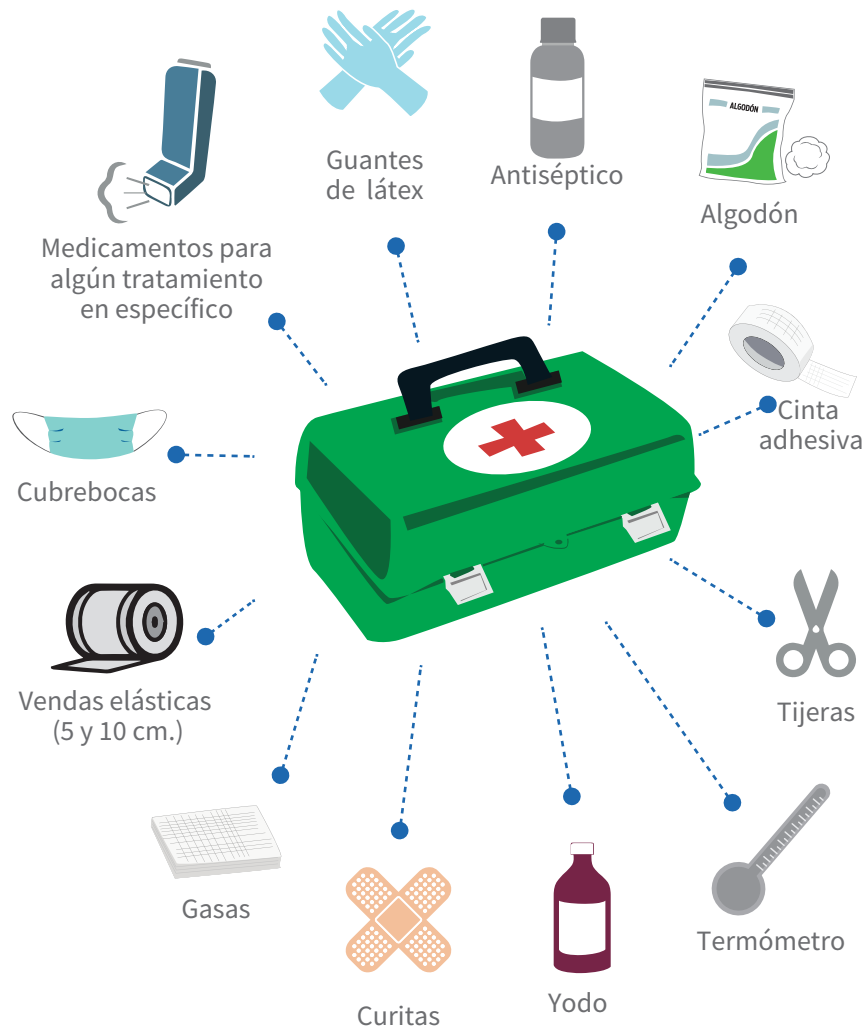 Guantes
de látex
Antiséptico
ALGODÓN
Algodón
Medicamentos para
algún tratamiento
en específico
Cinta
adhesiva
Cubrebocas
Vendas elásticas
(5 y 10 cm.)
Tijeras
Gasas
Termómetro
Curitas
Yodo